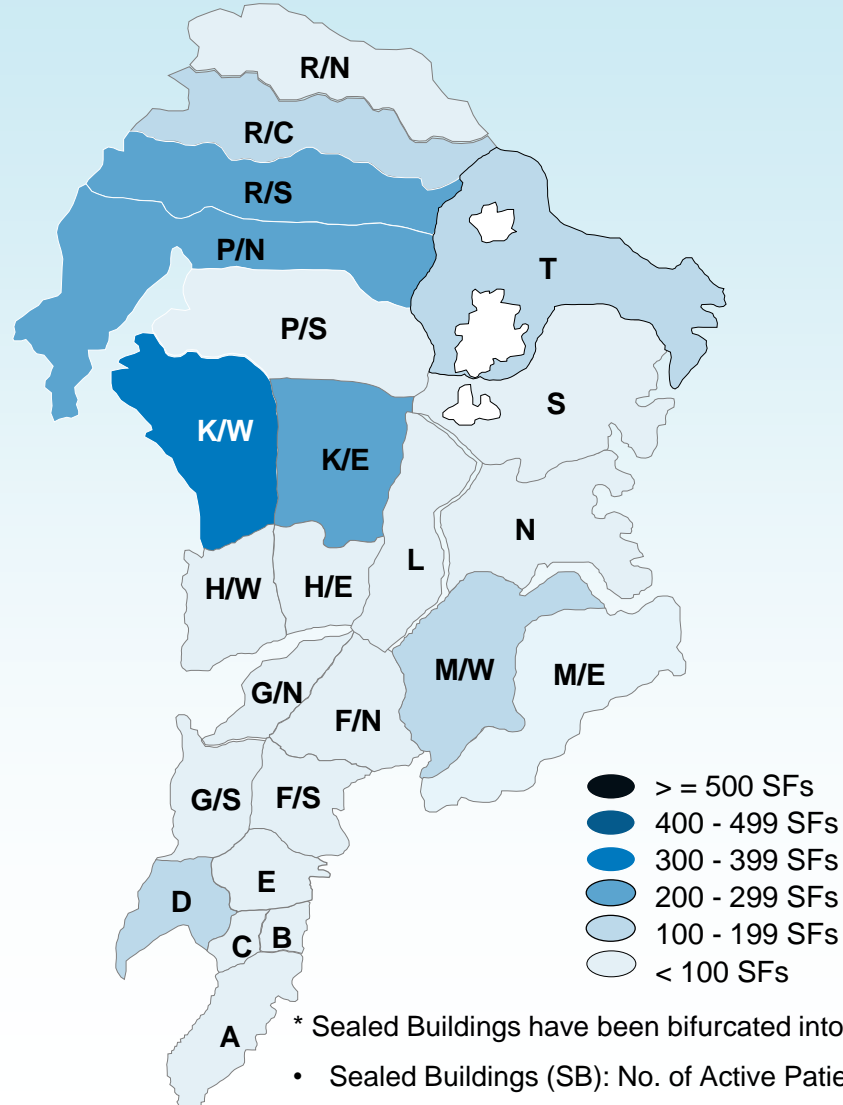 R/N
R/C
R/S
P/N
T
P/S
S
K/W
K/E
N
L
H/W
H/E
M/W
M/E
G/N
F/N
G/S
F/S
E
D
B
C
A
> = 500 SFs
400 - 499 SFs
300 - 399 SFs
200 - 299 SFs
100 - 199 SFs
< 100 SFs
* Sealed Buildings have been bifurcated into
• Sealed Buildings (SB): No. of Active Patie